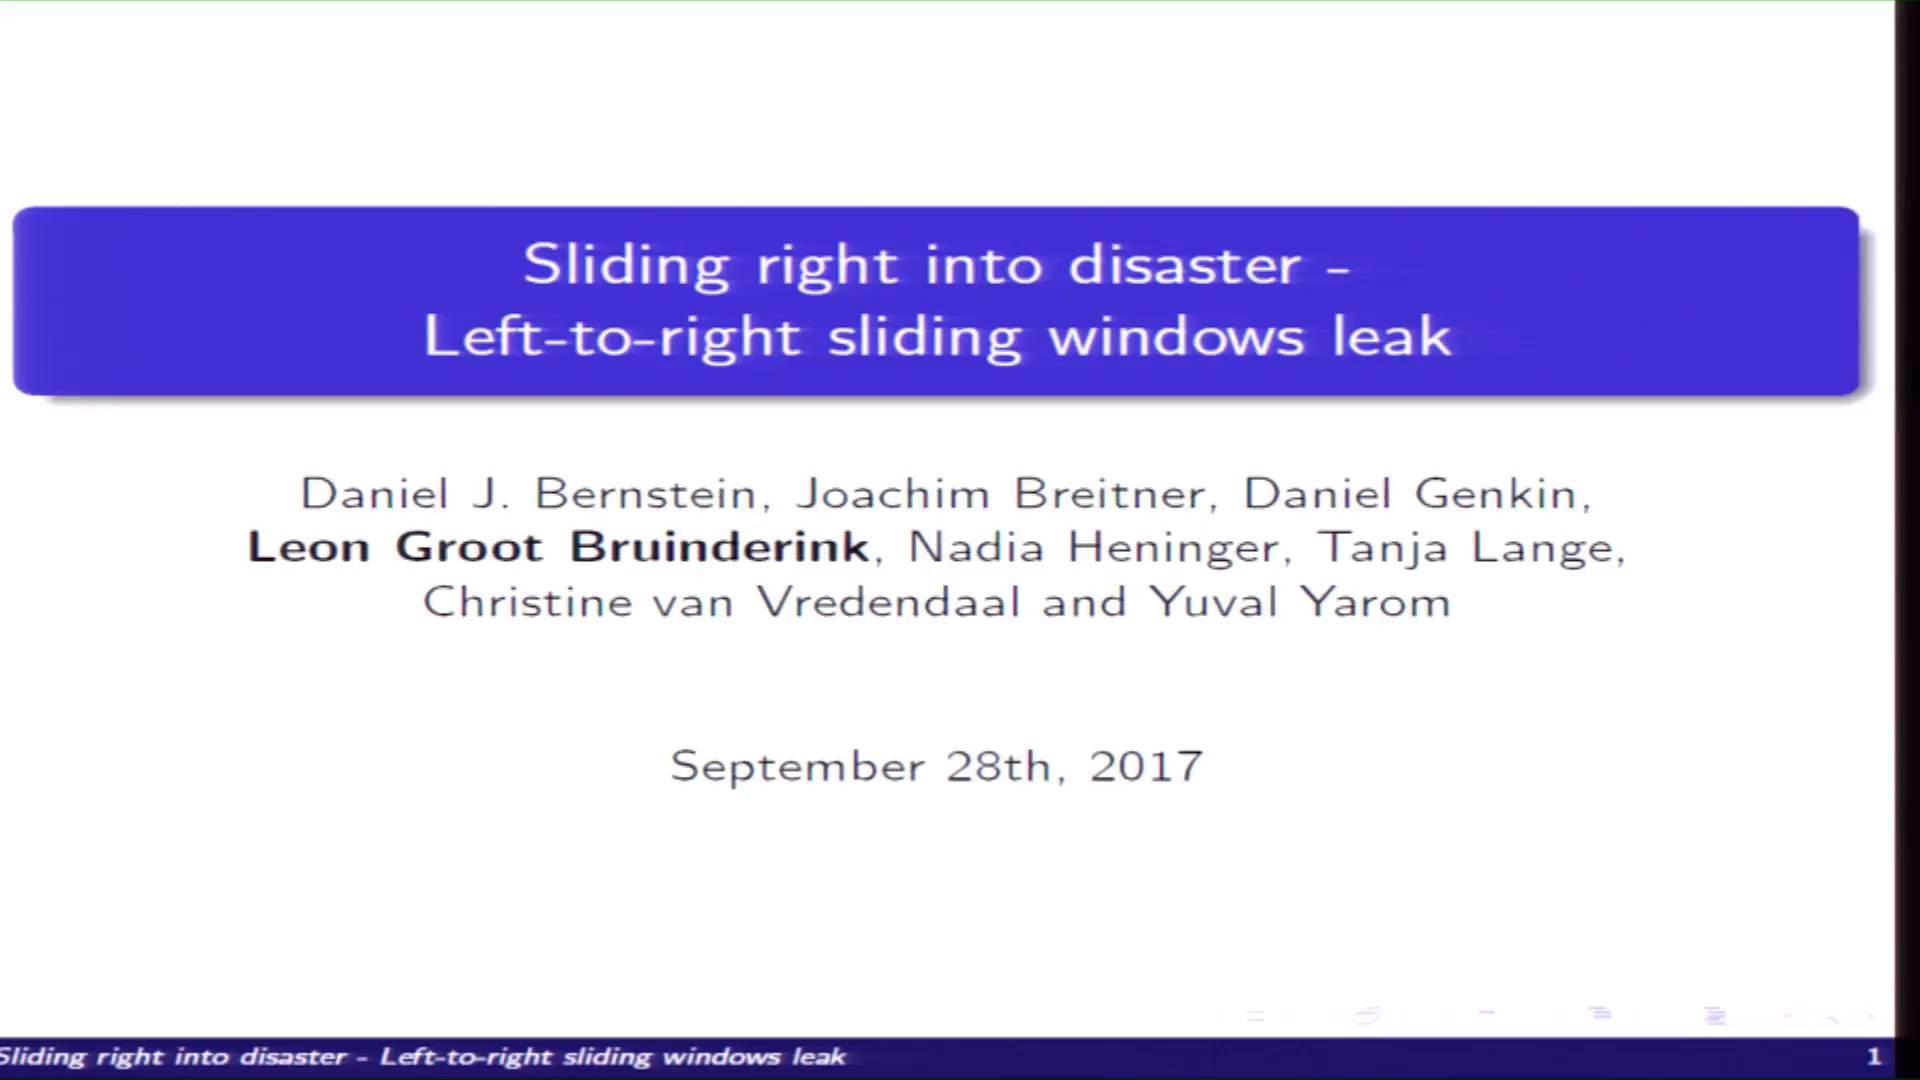 Sliding right into disaster -
Left-to-right sliding windows leak
Daniel J. Bernstein, Joachim Breitner, Daniel Genkin,
Leon Groot Bruinderink, Nadia Heninger, Tanja Lange,
Christine van Vredendaal and Yuval Yarom
September 28th, 2017
Sliding right into disaster - Left-to-right sliding windows leak 1